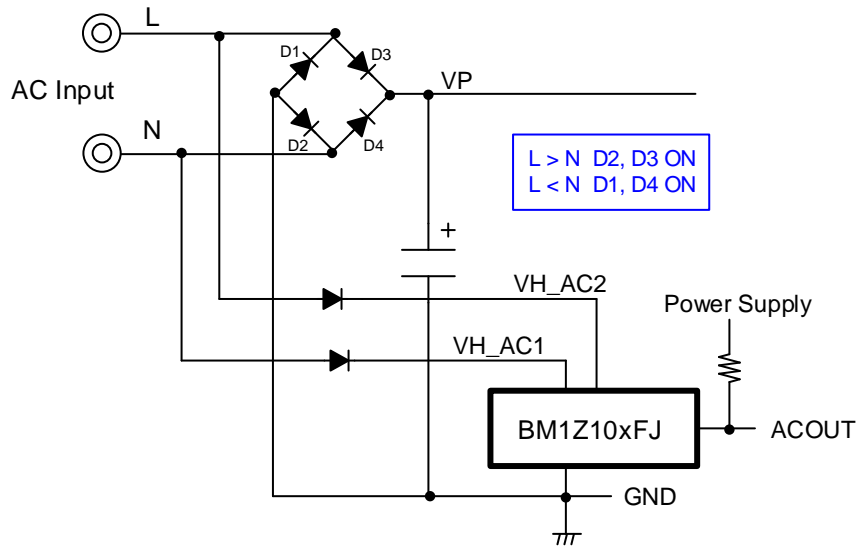 L
D1
D3
AC Input
VP
N
D2
D4
L > N D2, D3 ON
L < N D1, D4 ON
+
VH_AC2
Power Supply
VH_AC1
BM1Z10xFJ
ACOUT
GND